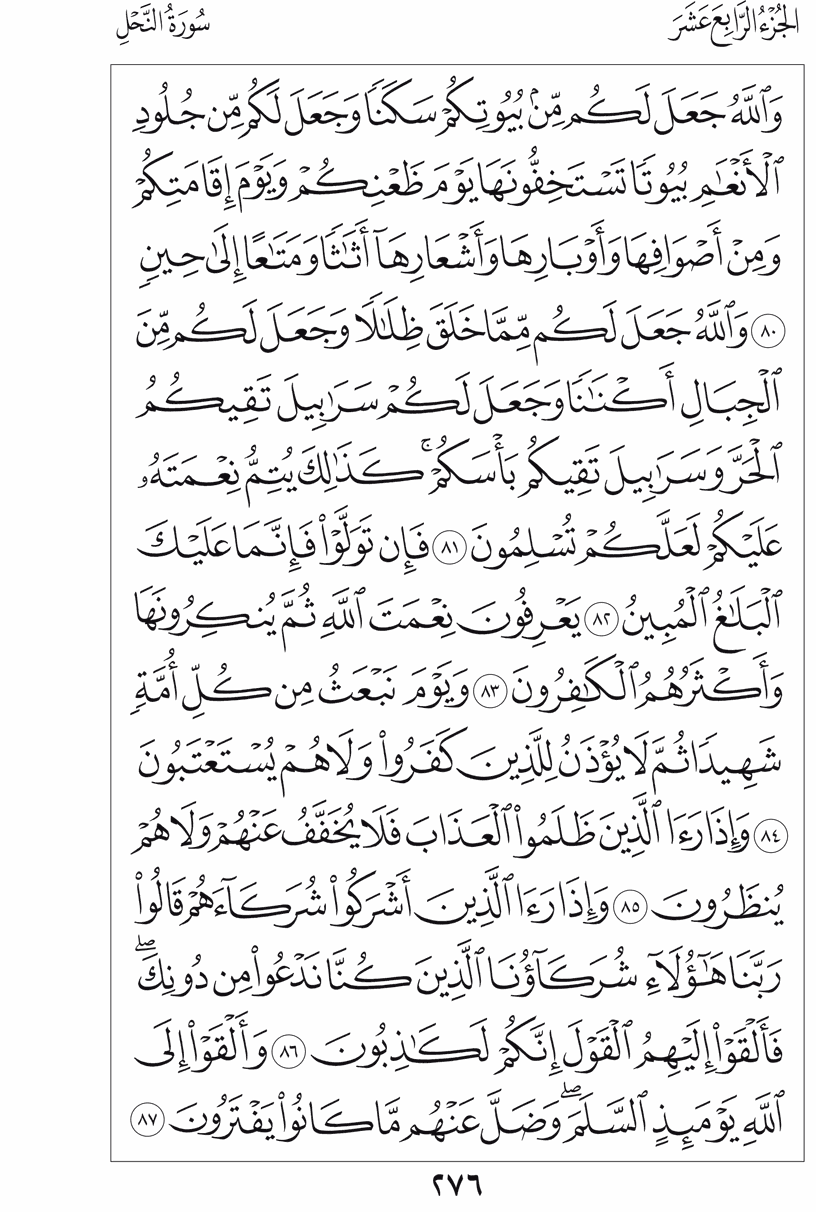 الجُزْءُ الرَّابِعَ عَشَرَ
سُورَةُ النَّحْلِ
وَٱللَّهُ جَعَلَ لَكُم مِّنۢ بُيُوتِكُمْ سَكَنًا وَجَعَلَ لَكُم مِّن جُلُودِ
ٱلْأَنْعَٰمِ بُيُوتًا تَسْتَخِفُّونَهَا يَوْمَ ظَعْنِكُمْ وَيَوْمَ إِقَامَتِكُمْ
وَمِنْ أَصْوَافِهَا وَأَوْبَارِهَا وَأَشْعَارِهَآ أَثَٰثًا وَمَتَٰعًا إِلَىٰ حِينٍ
٨٠ وَٱللَّهُ جَعَلَ لَكُم مِّمَّا خَلَقَ ظِلَٰلًا وَجَعَلَ لَكُم مِّنَ
ٱلْجِبَالِ أَكْنَٰنًا وَجَعَلَ لَكُمْ سَرَٰبِيلَ تَقِيكُمُ
ٱلْحَرَّ وَسَرَٰبِيلَ تَقِيكُم بَأْسَكُمْ ۚ كَذَٰلِكَ يُتِمُّ نِعْمَتَهُۥ
عَلَيْكُمْ لَعَلَّكُمْ تُسْلِمُونَ ٨١ فَإِن تَوَلَّوْا۟ فَإِنَّمَا عَلَيْكَ
ٱلْبَلَٰغُ ٱلْمُبِينُ ٨٢ يَعْرِفُونَ نِعْمَتَ ٱللَّهِ ثُمَّ يُنكِرُونَهَا
وَأَكْثَرُهُمُ ٱلْكَٰفِرُونَ ٨٣ وَيَوْمَ نَبْعَثُ مِن كُلِّ أُمَّةٍ
شَهِيدًا ثُمَّ لَا يُؤْذَنُ لِلَّذِينَ كَفَرُوا۟ وَلَا هُمْ يُسْتَعْتَبُونَ
٨٤ وَإِذَا رَءَا ٱلَّذِينَ ظَلَمُوا۟ ٱلْعَذَابَ فَلَا يُخَفَّفُ عَنْهُمْ وَلَا هُمْ
يُنظَرُونَ ٨٥ وَإِذَا رَءَا ٱلَّذِينَ أَشْرَكُوا۟ شُرَكَآءَهُمْ قَالُوا۟
رَبَّنَا هَٰٓؤُلَآءِ شُرَكَآؤُنَا ٱلَّذِينَ كُنَّا نَدْعُوا۟ مِن دُونِكَ ۖ
فَأَلْقَوْا۟ إِلَيْهِمُ ٱلْقَوْلَ إِنَّكُمْ لَكَٰذِبُونَ ٨٦ وَأَلْقَوْا۟ إِلَى
ٱللَّهِ يَوْمَئِذٍ ٱلسَّلَمَ ۖ وَضَلَّ عَنْهُم مَّا كَانُوا۟ يَفْتَرُونَ ٨٧
٢٧٦